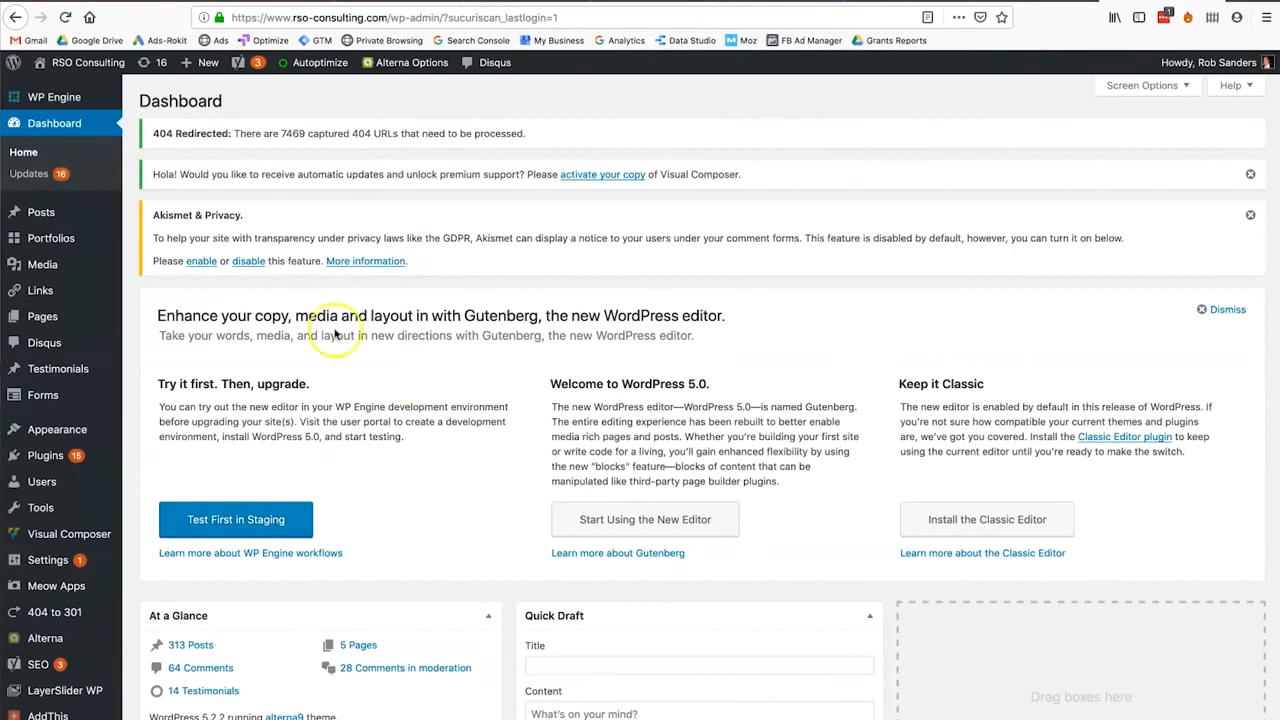 https://www.rso-consulting.com/wp-admin/?sucuriscan_lastlogin=1
Gmail Google Drive Ads-Rokit Ads Optimize GTM Private Browsing Search Console My Business Analytics Data Studio Moz FB Ad Manager Grants Reports
RSO Consulting 16 New 3 Autoptimize Alterna Options Disqus Howdy, Rob Sanders
Screen Options Help
WP Engine
Dashboard
Home
Updates 16
Posts
Portfolios
Media
Links
Pages
Disqus
Testimonials
Forms
Appearance
Plugins 15
Users
Tools
Visual Composer
Settings 1
Meow Apps
404 to 301
Alterna
SEO 3
LayerSlider WP
AddThis
Dashboard
404 Redirected: There are 7469 captured 404 URLs that need to be processed.
Hola! Would you like to receive automatic updates and unlock premium support? Please activate your copy of Visual Composer.
Akismet & Privacy.
To help your site with transparency under privacy laws like the GDPR, Akismet can display a notice to your users under your comment forms. This feature is disabled by default, however, you can turn it on below.
Please enable or disable this feature. More information.
Enhance your copy, media and layout in with Gutenberg, the new WordPress editor.
Dismiss
Take your words, media, and layout in new directions with Gutenberg, the new WordPress editor.
Try it first. Then, upgrade.
You can try out the new editor in your WP Engine development environment
before upgrading your site(s). Visit the user portal to create a development
environment, install WordPress 5.0, and start testing.
Test First in Staging
Learn more about WP Engine workflows
Welcome to WordPress 5.0.
The new WordPress editor—WordPress 5.0—is named Gutenberg.
The entire editing experience has been rebuilt to better enable
media rich pages and posts. Whether you're building your first site
or write code for a living, you'll gain enhanced flexibility by using
the new "blocks" feature—blocks of content that can be
manipulated like third-party page builder plugins.
Start Using the New Editor
Learn more about Gutenberg
Keep it Classic
The new editor is enabled by default in this release of WordPress. If
you're not sure how compatible your current themes and plugins
are, we've got you covered. Install the Classic Editor plugin to keep
using the current editor until you're ready to make the switch.
Install the Classic Editor
Learn more about the Classic Editor
At a Glance
313 Posts 5 Pages
64 Comments 28 Comments in moderation
14 Testimonials
WordPress 5.2.2 running alterna9 theme.
Quick Draft
Title
Content
What's on your mind?
Drag boxes here